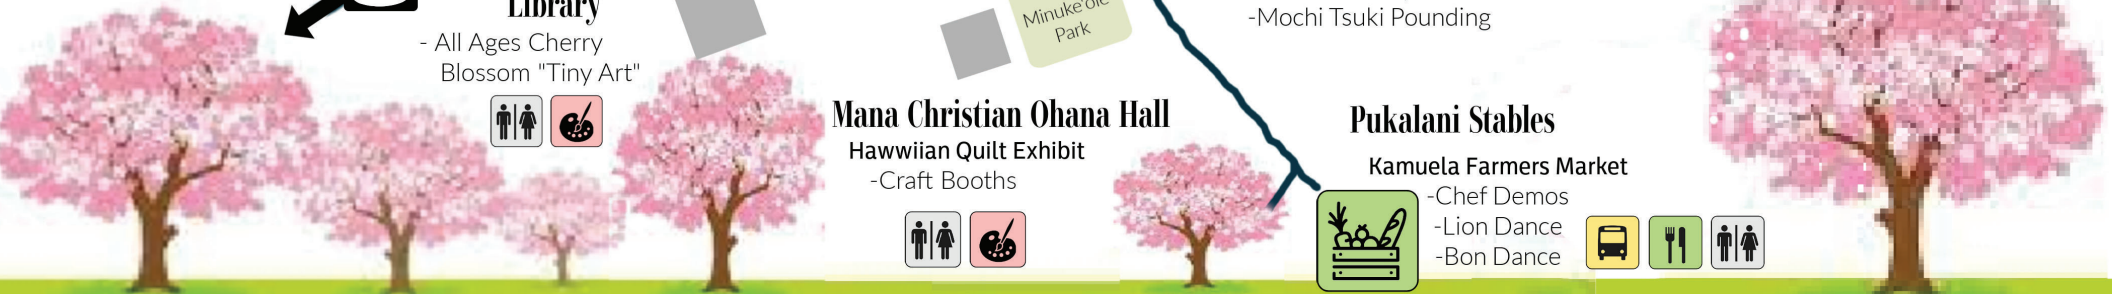 Library
- All Ages Cherry
Blossom "Tiny Art"
Minuke'ole
Park
-Mochi Tsuki Pounding
Mana Christian Ohana Hall
Hawwiian Quilt Exhibit
-Craft Booths
Pukalani Stables
Kamuela Farmers Market
-Chef Demos
-Lion Dance
-Bon Dance